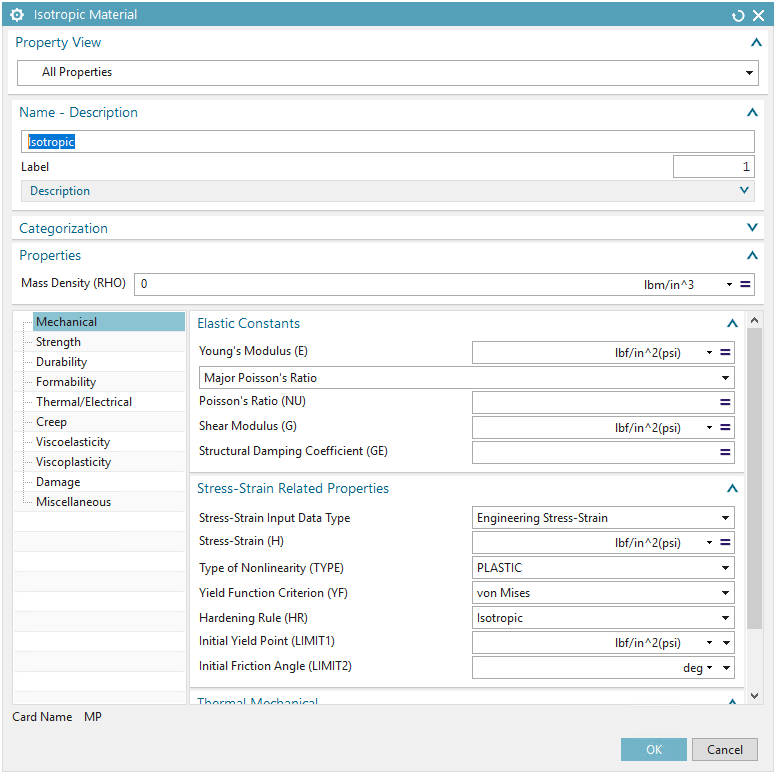 Isotropic Material
Property View
All Properties
Name - Description
Isotropic
Label 1
Description
Categorization
Properties
Mass Density (RHO) 0 lbm/in^3
Mechanical
Strength
Durability
Formability
Thermal/Electrical
Creep
Viscoelasticity
Viscoplasticity
Damage
Miscellaneous
Elastic Constants
Young's Modulus (E) lbf/in^2(psi)
Major Poisson's Ratio
Poisson's Ratio (NU)
Shear Modulus (G) lbf/in^2(psi)
Structural Damping Coefficient (GE)
Stress-Strain Related Properties
Stress-Strain Input Data Type Engineering Stress-Strain
Stress-Strain (H) lbf/in^2(psi)
Type of Nonlinearity (TYPE) PLASTIC
Yield Function Criterion (YF) von Mises
Hardening Rule (HR) Isotropic
Initial Yield Point (LIMIT1) lbf/in^2(psi)
Initial Friction Angle (LIMIT2) deg
Thermal Mechanical
Card Name MP
OK Cancel